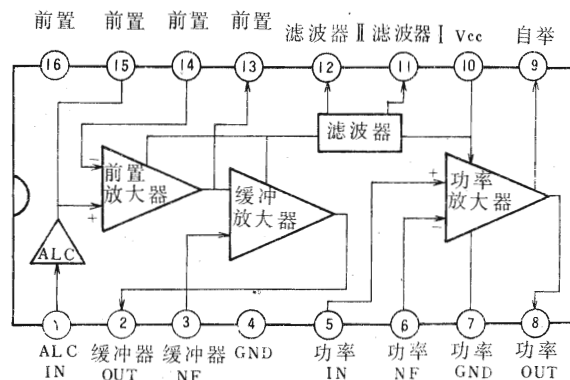 前置 前置 前置 前置 滤波器Ⅱ 滤波器Ⅰ Vcc 自举
16 15 14 13 12 11 10 9
滤波器
−
前置
放大器
+
缓冲
放大器
+
功率
放大器
−
ALC
1 2 3 4 5 6 7 8
ALC 缓冲器 缓冲器 GND 功率 功率 功率 功率
IN OUT NF IN NF GND OUT